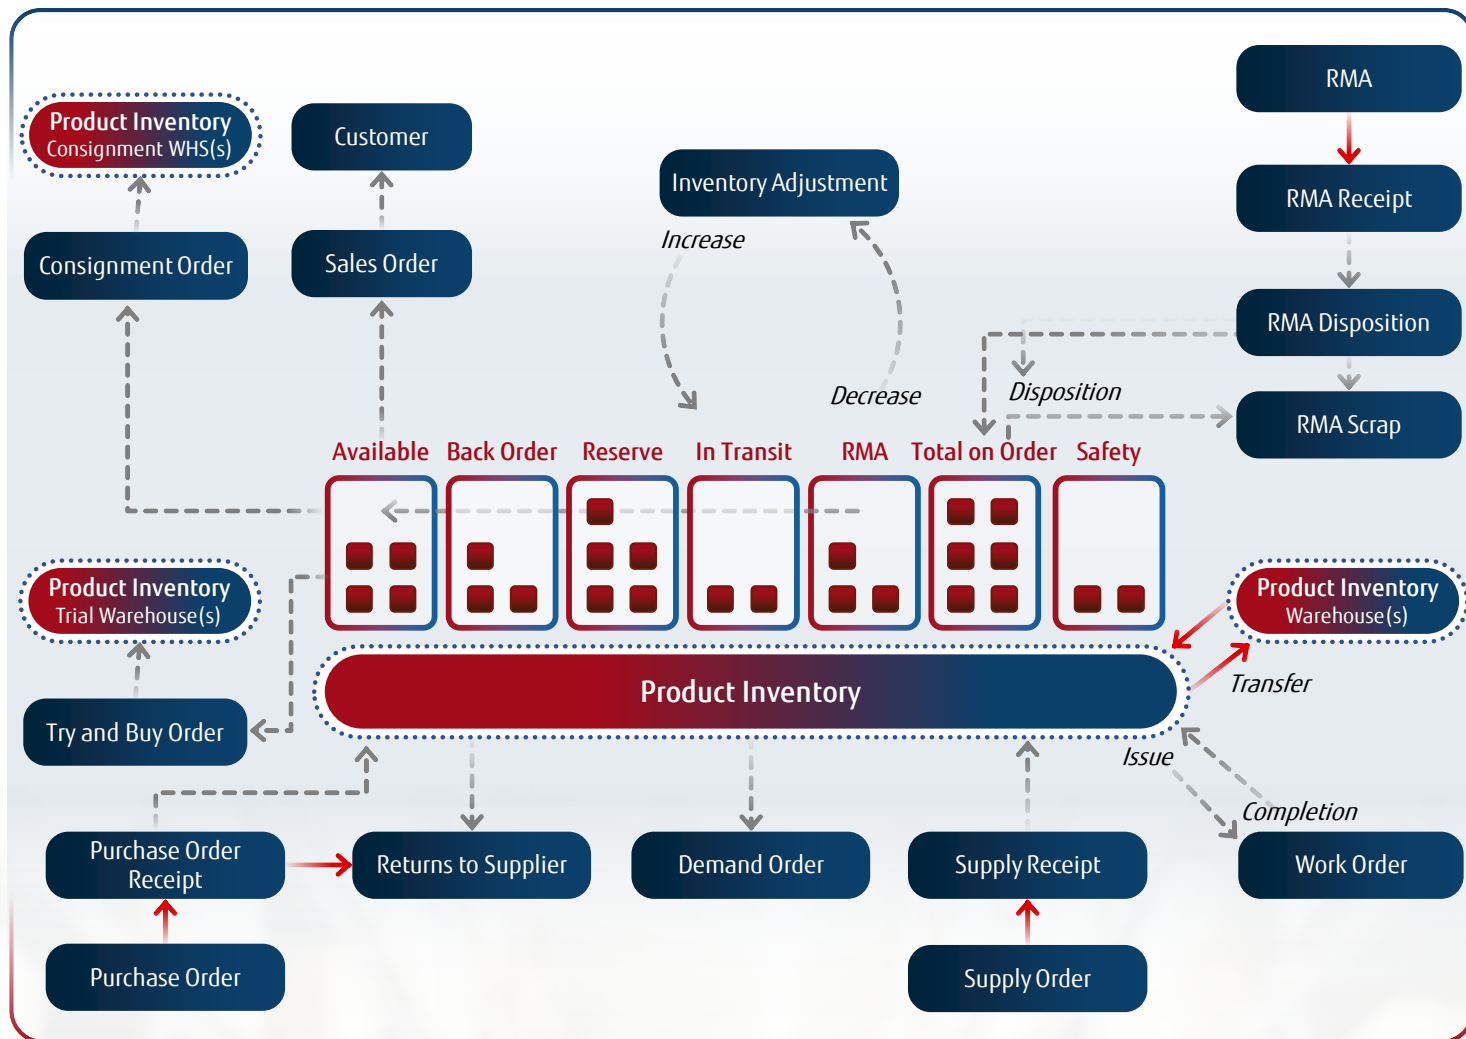 RMA
Product Inventory
Consignment WHS(s)
Customer
Inventory Adjustment
RMA Receipt
Increase
Consignment Order
Sales Order
RMA Disposition
Decrease
Disposition
RMA Scrap
Available
Back Order
Reserve
In Transit
RMA
Total on Order
Safety
Product Inventory
Trial Warehouse(s)
Product Inventory
Warehouse(s)
Product Inventory
Transfer
Try and Buy Order
Issue
Completion
Purchase Order
Receipt
Returns to Supplier
Demand Order
Supply Receipt
Work Order
Purchase Order
Supply Order